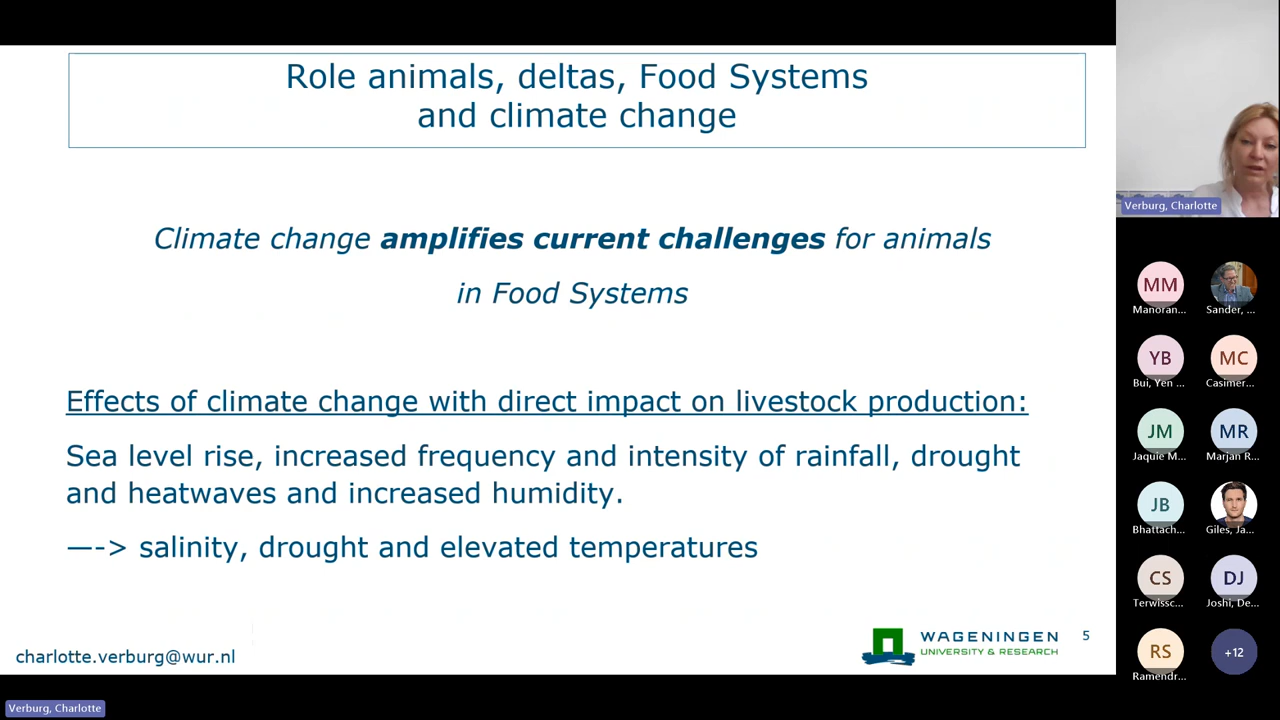 Role animals, deltas, Food Systems
and climate change
Climate change amplifies current challenges for animals
in Food Systems
Effects of climate change with direct impact on livestock production:
Sea level rise, increased frequency and intensity of rainfall, drought
and heatwaves and increased humidity.
—-> salinity, drought and elevated temperatures
charlotte.verburg@wur.nl
WAGENINGEN
UNIVERSITY & RESEARCH
5
Verburg, Charlotte
Verburg, Charlotte
MM
Manoran...
Sander, ...
YB
Bui, Yen ...
MC
Casimer...
JM
Jaquie M...
MR
Marjan R...
JB
Bhattach...
Giles, Ja...
CS
Terwissc...
DJ
Joshi, De...
RS
Ramendr...
+12